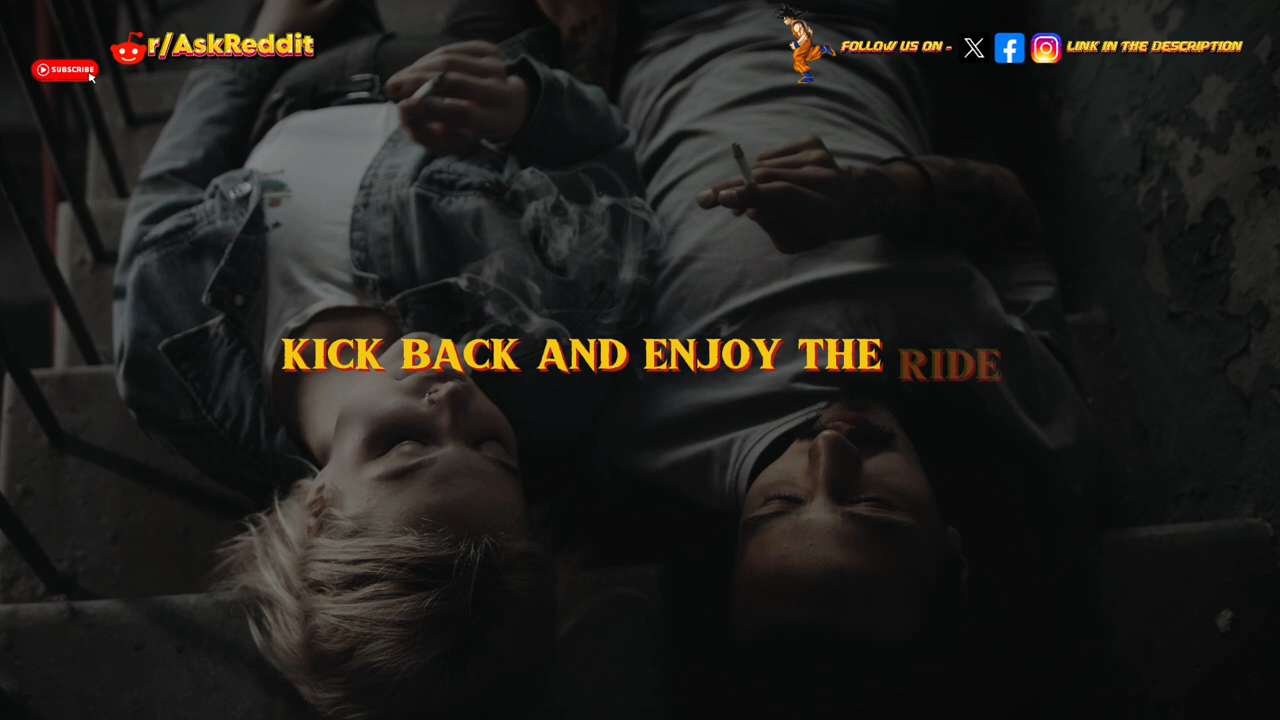 r/AskReddit
SUBSCRIBE
FOLLOW US ON -
LINK IN THE DESCRIPTION
KICK BACK AND ENJOY THE RIDE